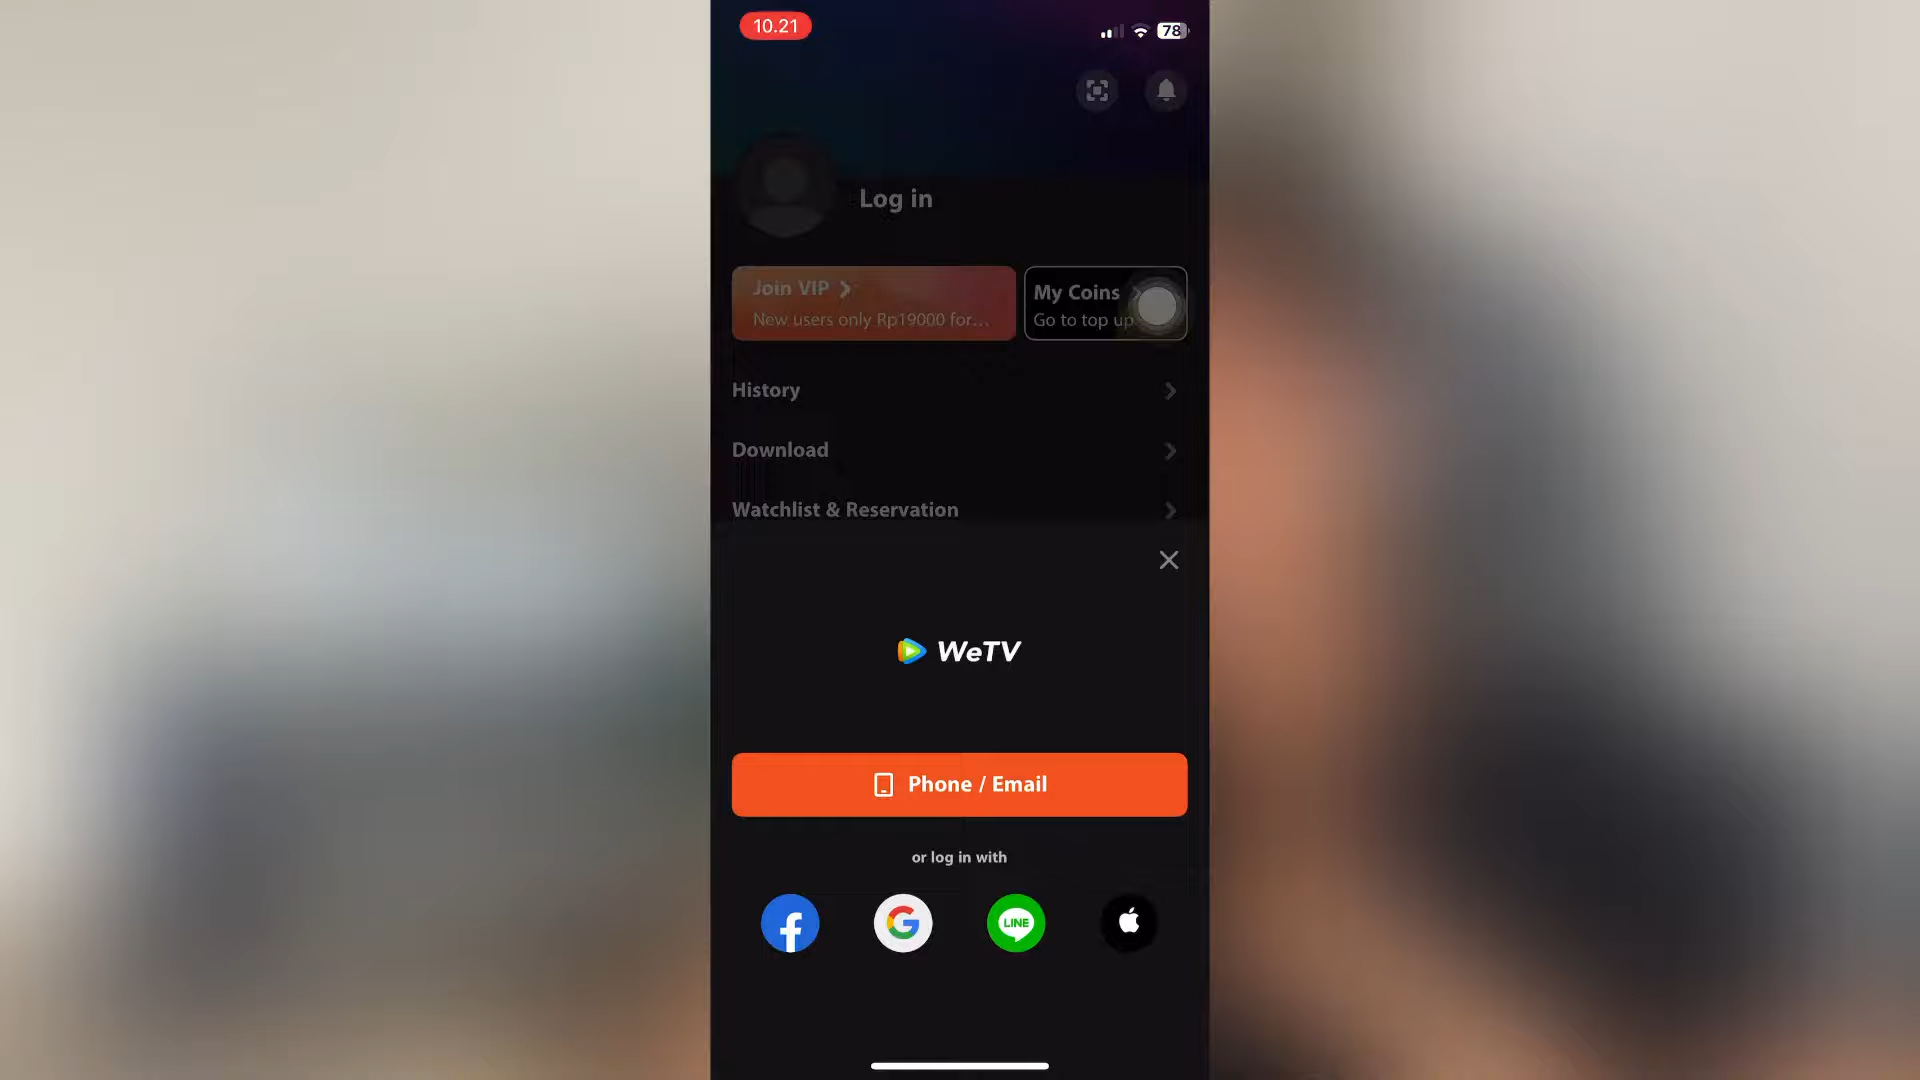 10.21
78
Log in
Join VIP
New users only Rp19000 for...
My Coins
Go to top up
History
Download
Watchlist & Reservation
WeTV
Phone / Email
or log in with
LINE